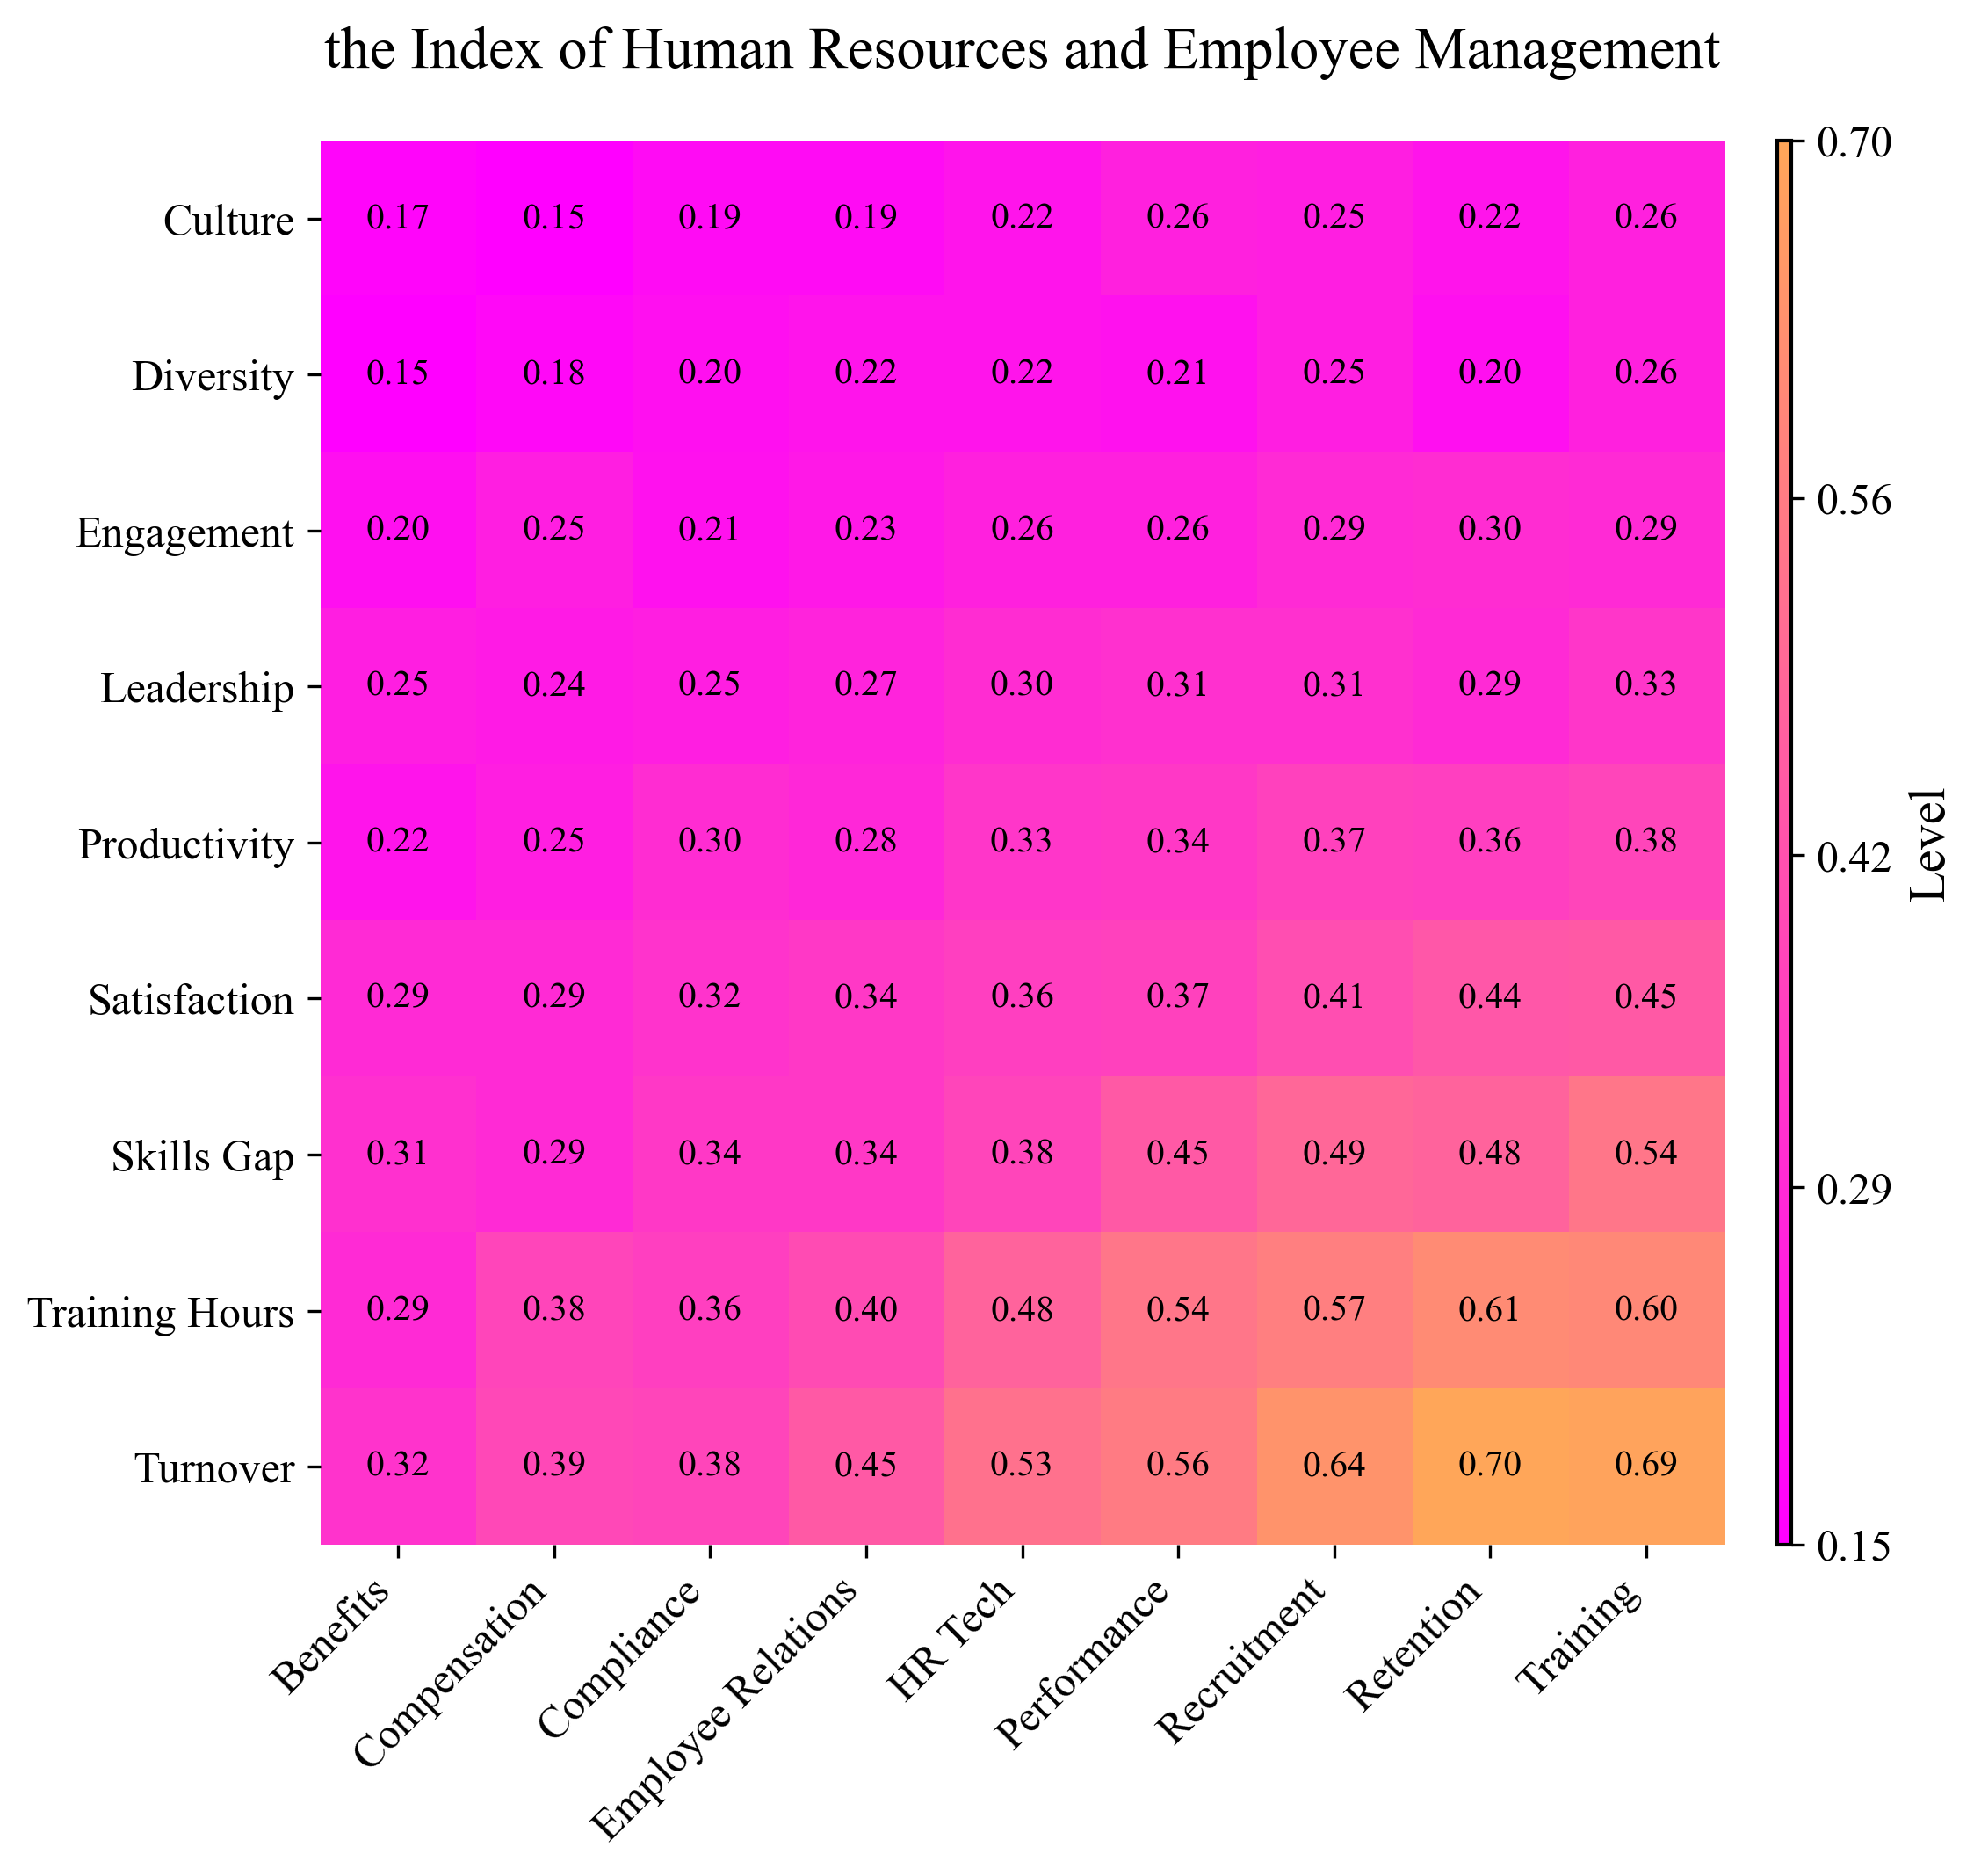 the Index of Human Resources and Employee Management
Culture 0.17 0.15 0.19 0.19 0.22 0.26 0.25 0.22 0.26
Diversity 0.15 0.18 0.20 0.22 0.22 0.21 0.25 0.20 0.26
Engagement 0.20 0.25 0.21 0.23 0.26 0.26 0.29 0.30 0.29
Leadership 0.25 0.24 0.25 0.27 0.30 0.31 0.31 0.29 0.33
Productivity 0.22 0.25 0.30 0.28 0.33 0.34 0.37 0.36 0.38
Satisfaction 0.29 0.29 0.32 0.34 0.36 0.37 0.41 0.44 0.45
Skills Gap 0.31 0.29 0.34 0.34 0.38 0.45 0.49 0.48 0.54
Training Hours 0.29 0.38 0.36 0.40 0.48 0.54 0.57 0.61 0.60
Turnover 0.32 0.39 0.38 0.45 0.53 0.56 0.64 0.70 0.69
Benefits
Compensation
Compliance
Employee Relations
HR Tech
Performance
Recruitment
Retention
Training
0.70
0.56
0.42
0.29
0.15
Level